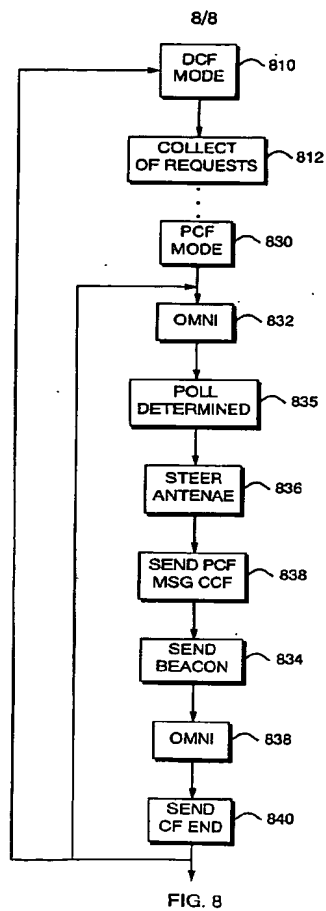 8/8
DCF
MODE
810
COLLECT
OF REQUESTS
812
PCF
MODE
830
OMNI
832
POLL
DETERMINED
835
STEER
ANTENAE
836
SEND PCF
MSG CCF
838
SEND
BEACON
834
OMNI
838
SEND
CF END
840
FIG. 8